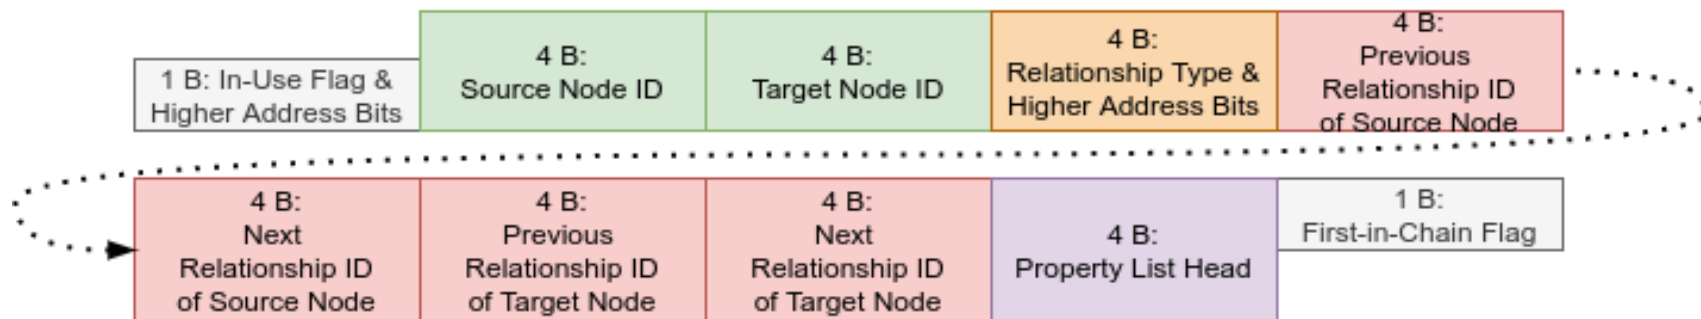 1 B: In-Use Flag &
Higher Address Bits
4 B:
Source Node ID
4 B:
Target Node ID
4 B:
Relationship Type &
Higher Address Bits
4 B:
Previous
Relationship ID
of Source Node
4 B:
Next
Relationship ID
of Source Node
4 B:
Previous
Relationship ID
of Target Node
4 B:
Next
Relationship ID
of Target Node
4 B:
Property List Head
1 B:
First-in-Chain Flag